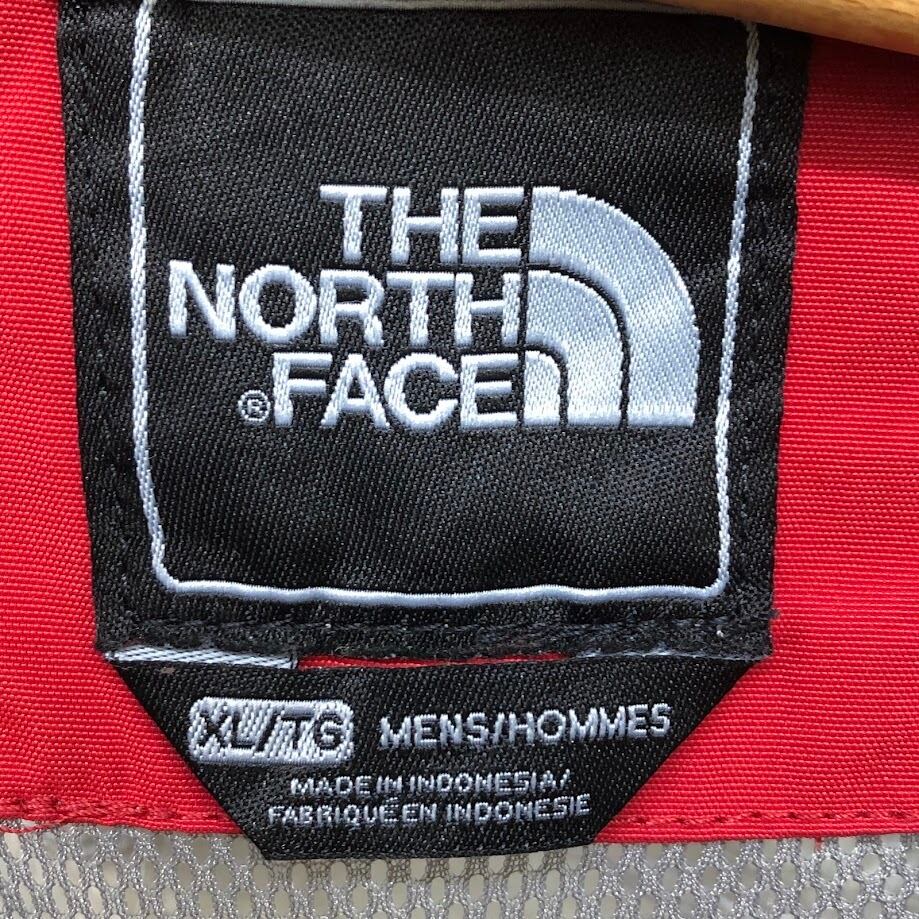 THE
NORTH
®FACE
XL/TG MENS/HOMMES
MADE IN INDONESIA/
FABRIQUÉ EN INDONESIE